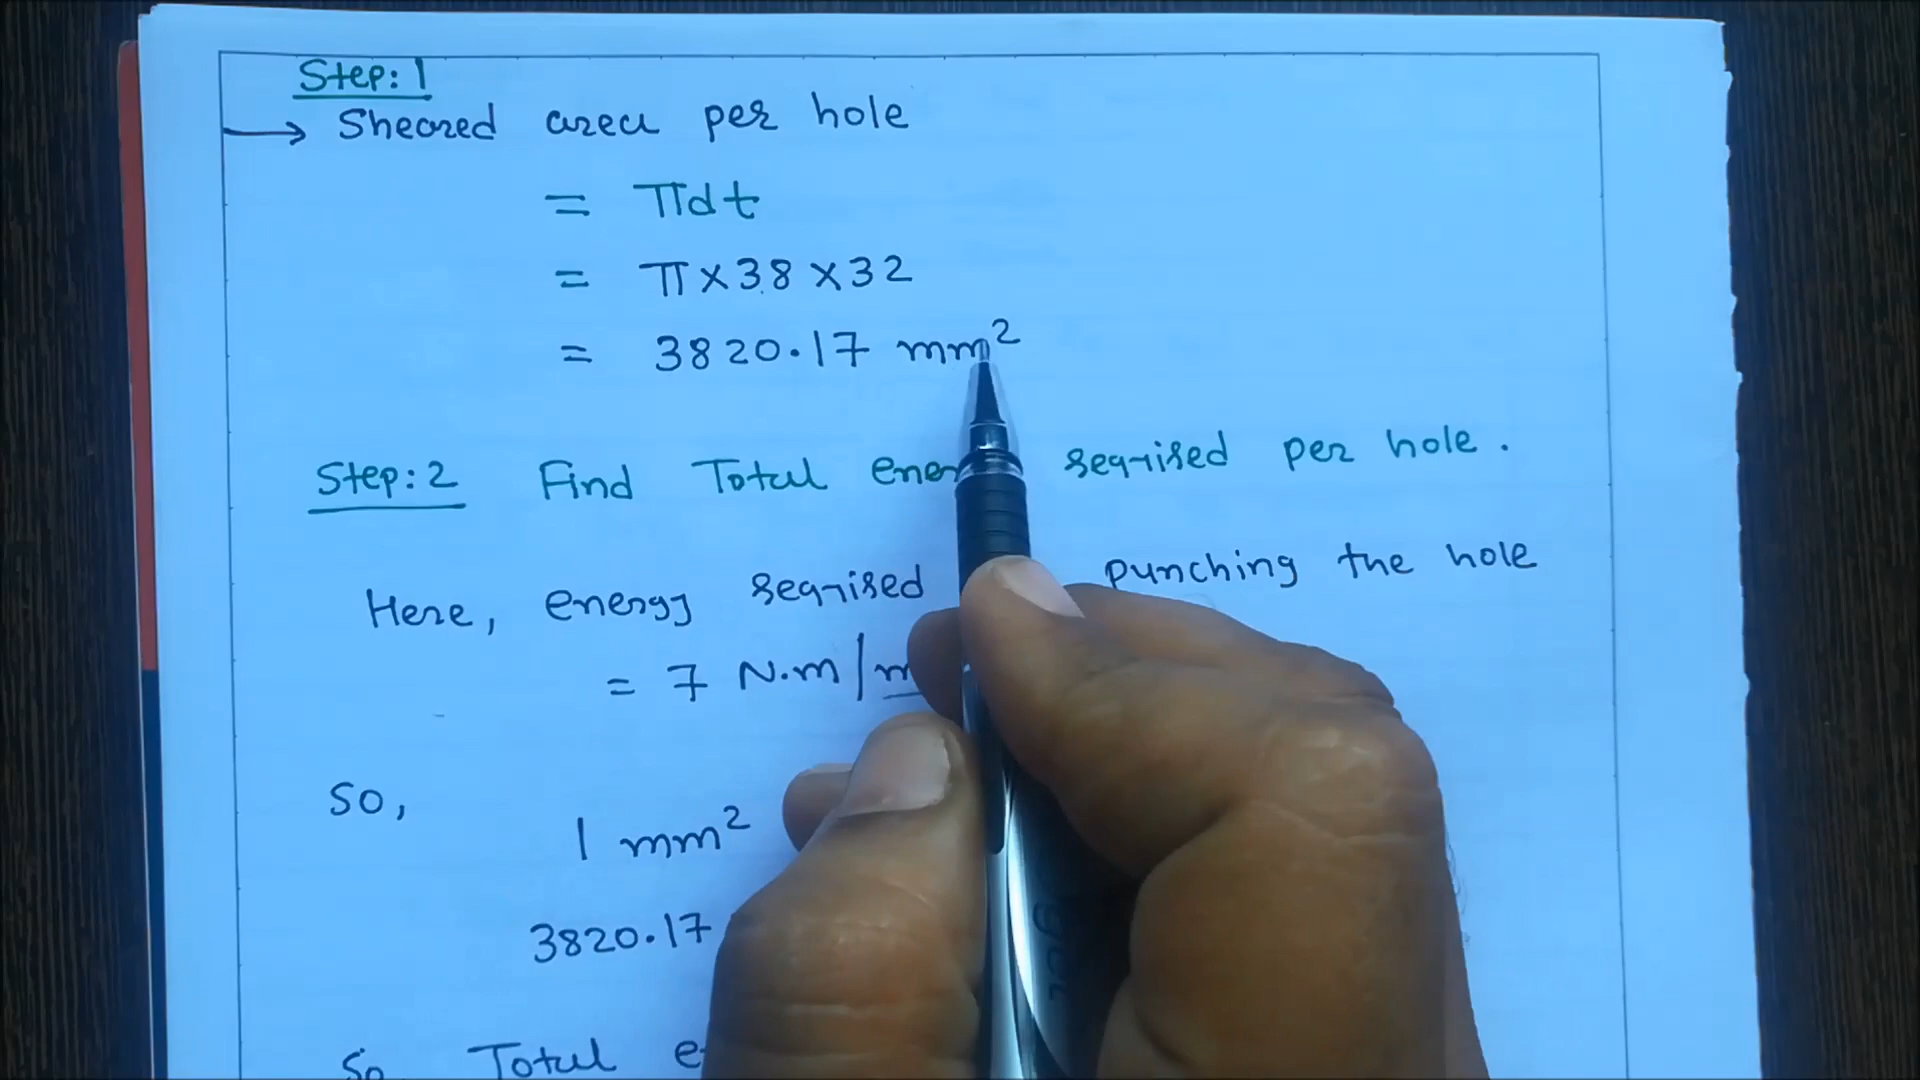 Step: 1
→ Sheared area per hole
= πdt
= π×38×32
= 3820.17 mm²
Step: 2 Find Total required per hole.
Here, energy required punching the hole
= 7 N.m/
So,
1 mm²
3820.17
So Total